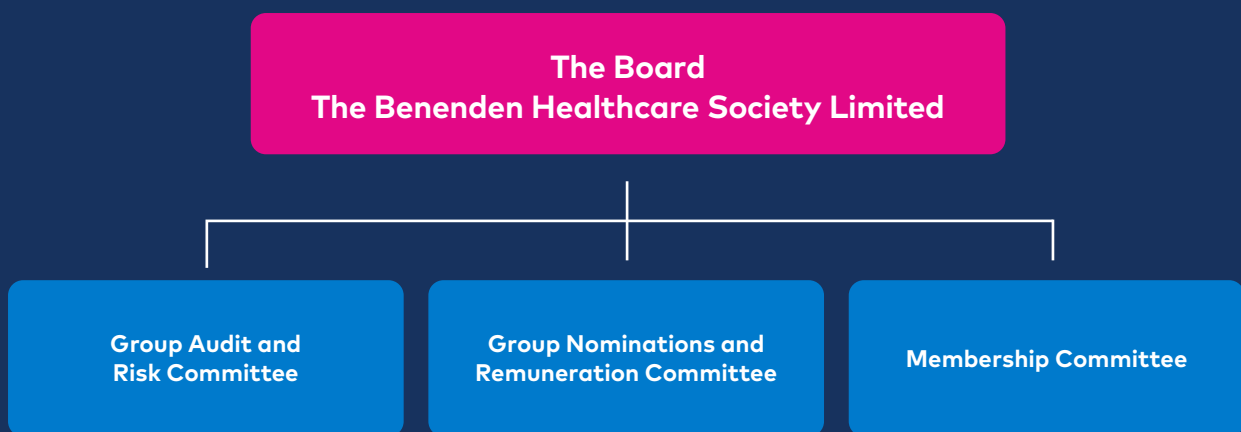 The Board
The Benenden Healthcare Society Limited
Group Audit and
Risk Committee
Group Nominations and
Remuneration Committee
Membership Committee